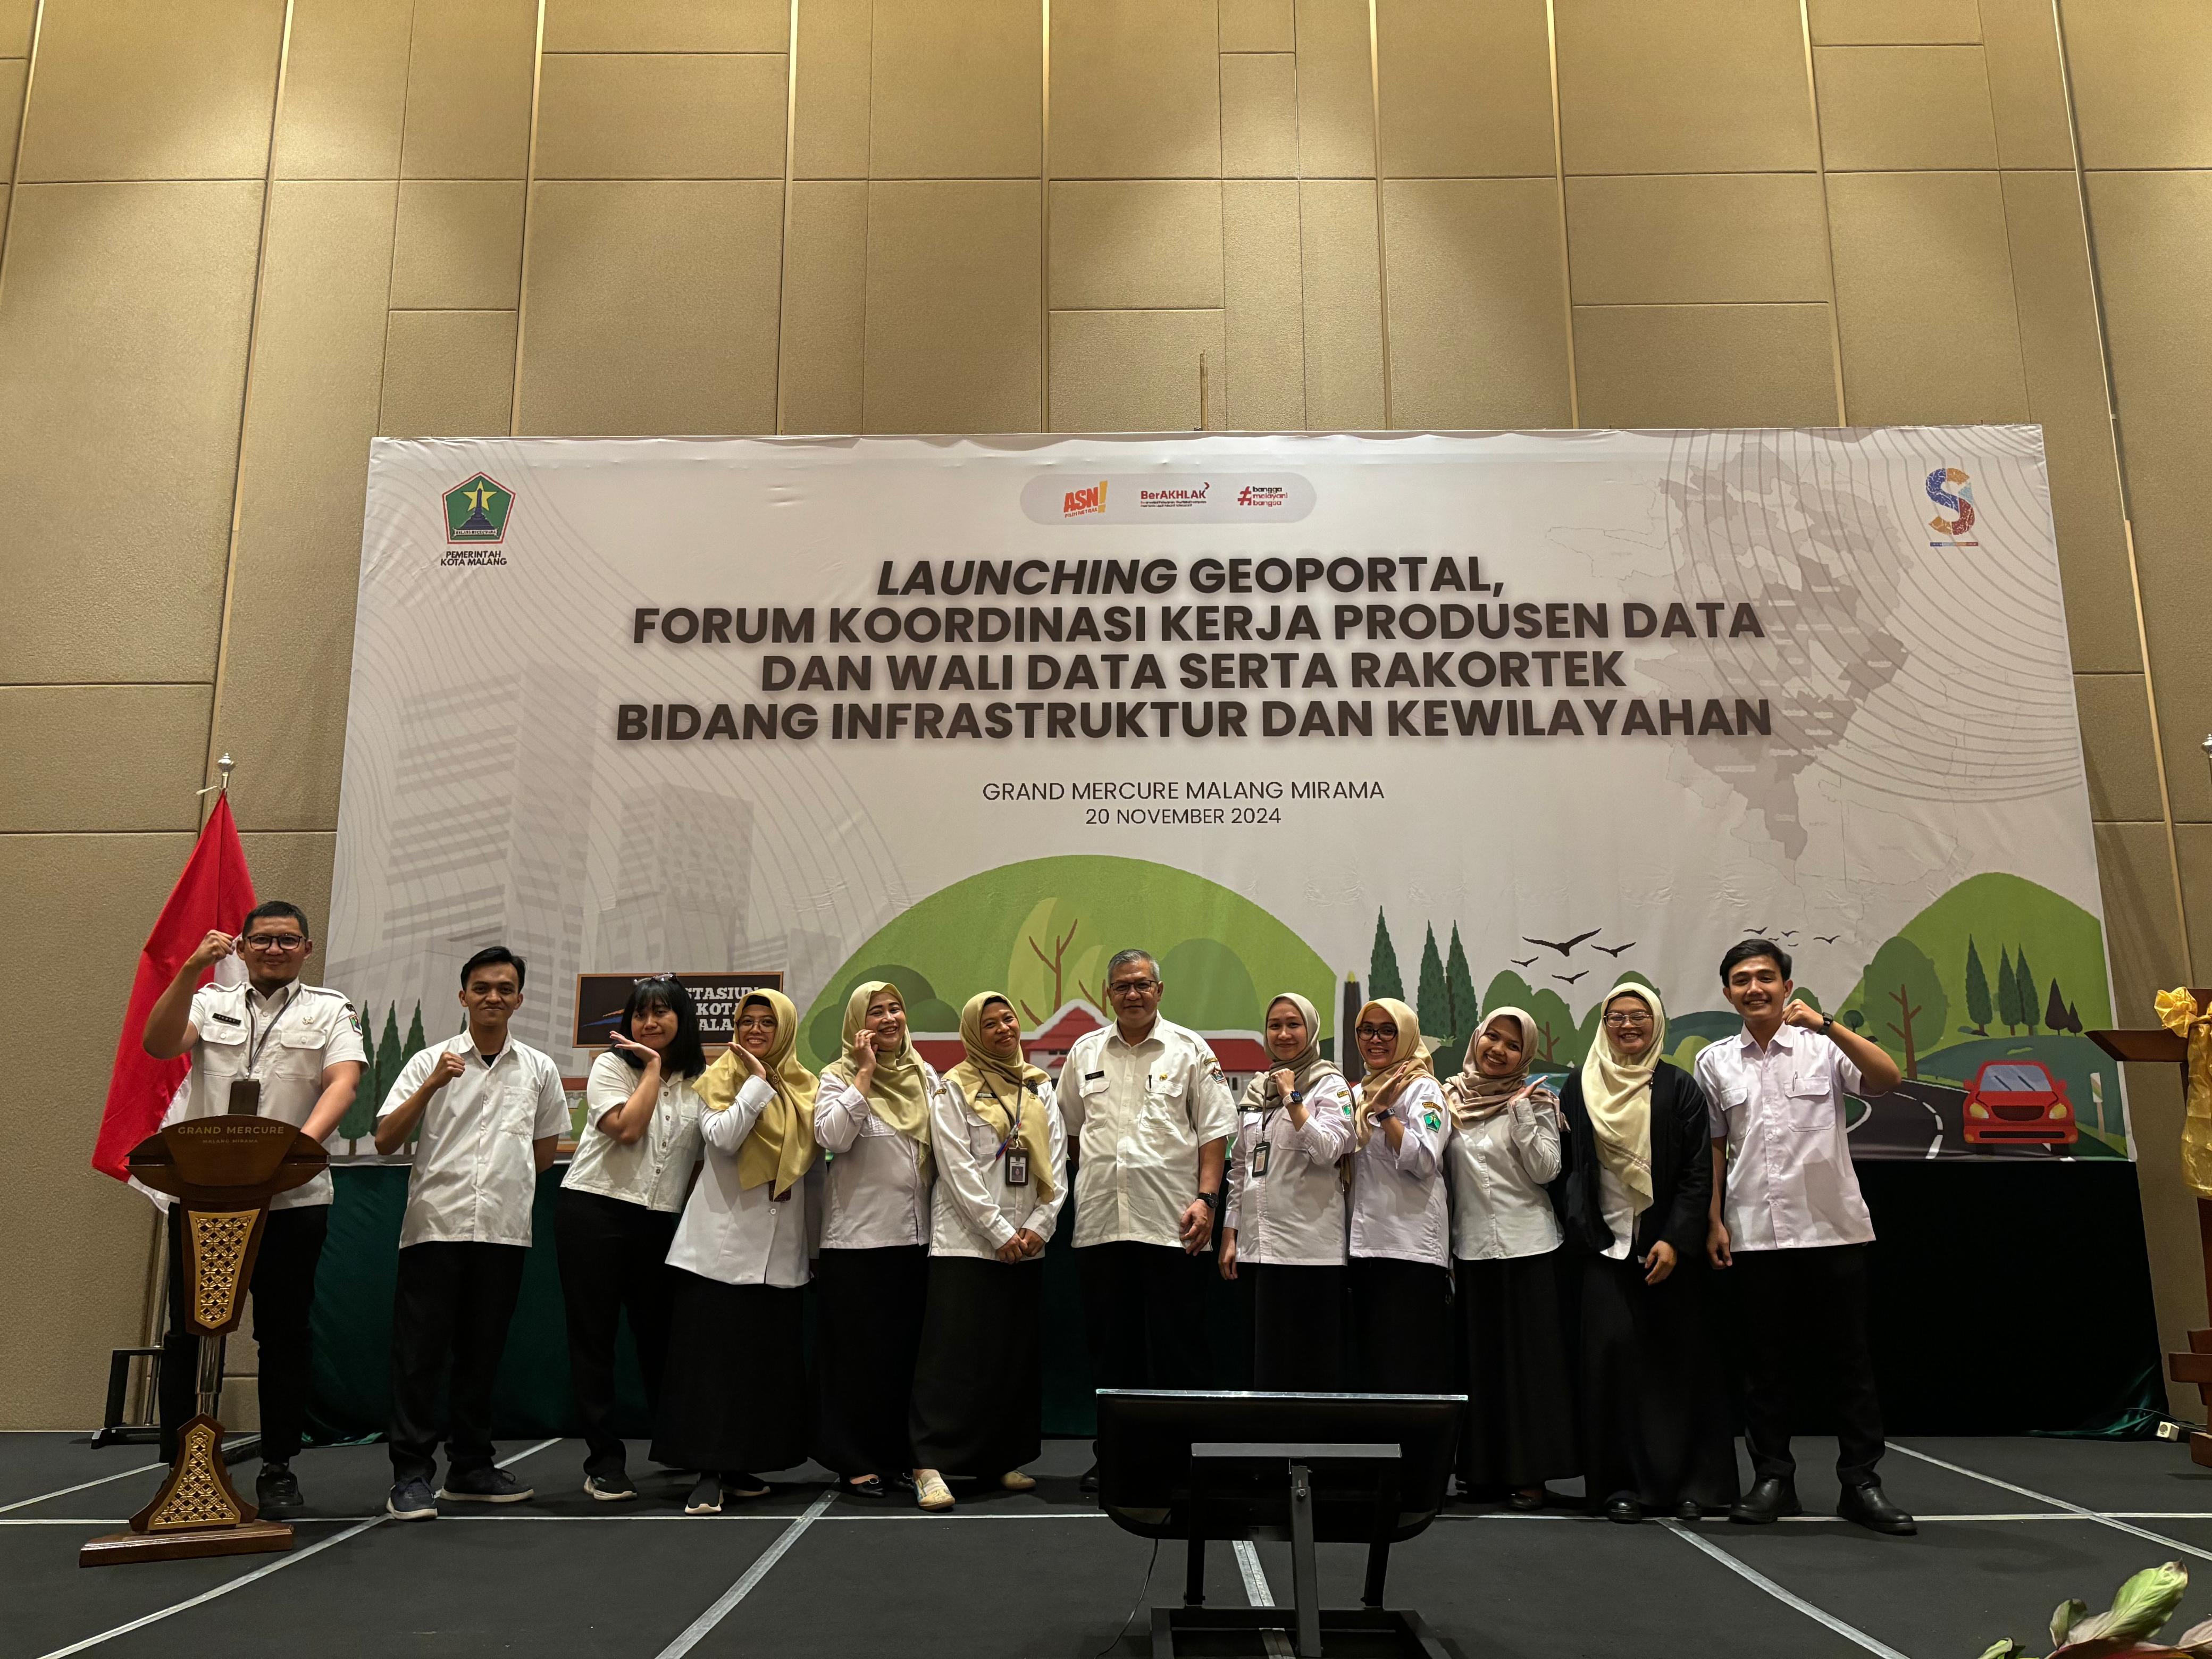 PEMERINTAH
KOTA MALANG
ASN!
BerAKHLAK
#bangga
melayani
bangsa
LAUNCHING GEOPORTAL,
FORUM KOORDINASI KERJA PRODUSEN DATA
DAN WALI DATA SERTA RAKORTEK
BIDANG INFRASTRUKTUR DAN KEWILAYAHAN
GRAND MERCURE MALANG MIRAMA
20 NOVEMBER 2024
STASIUN
KOTA
GRAND MERCURE
MALANG MIRAMA